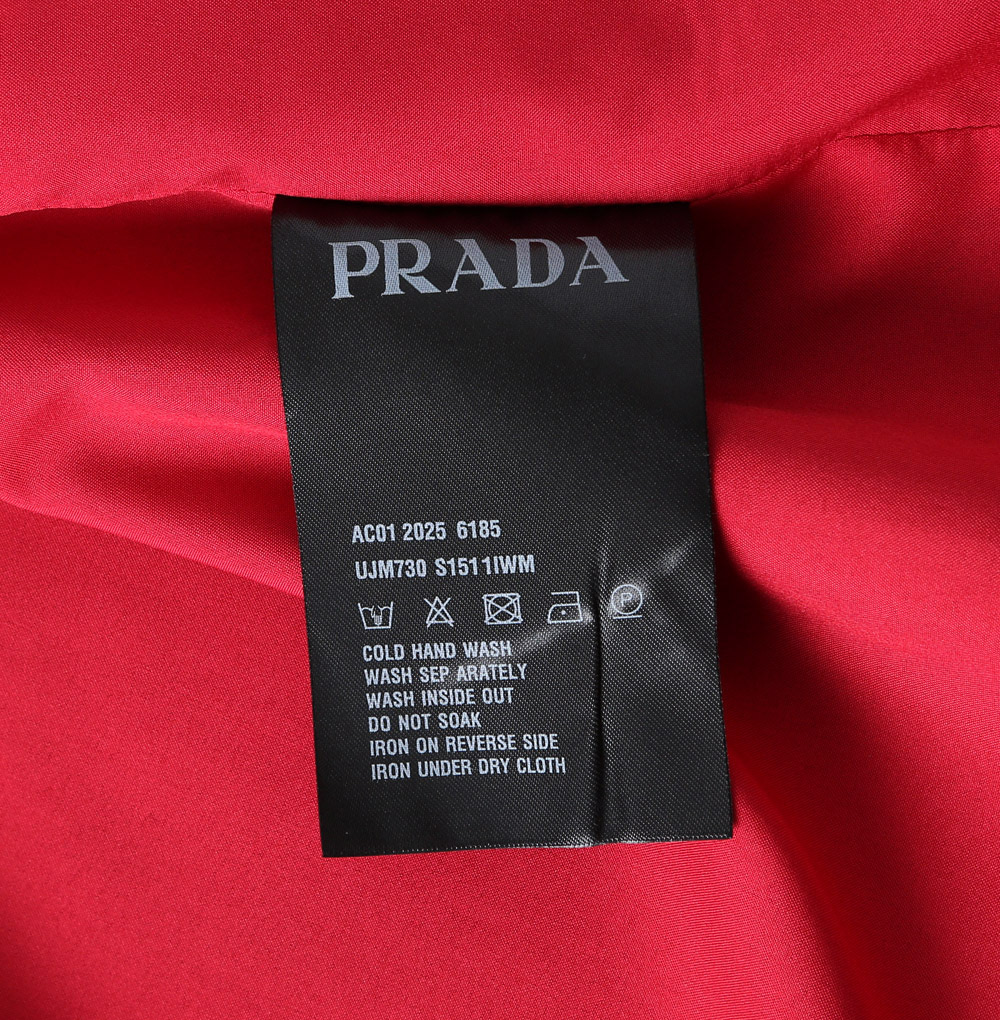 PRADA
AC01 2025 6185
UJM730 S1511IWM
P
COLD HAND WASH
WASH SEP ARATELY
WASH INSIDE OUT
DO NOT SOAK
IRON ON REVERSE SIDE
IRON UNDER DRY CLOTH